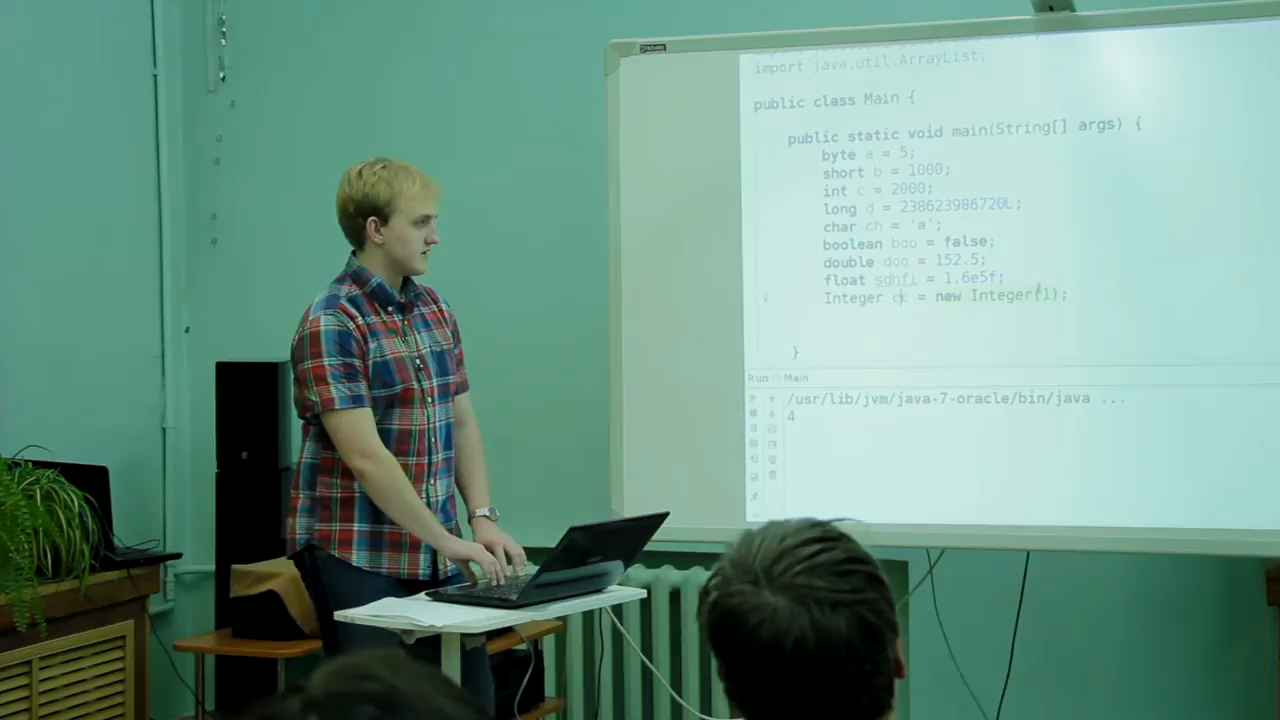 import java.util.ArrayList;
public class Main {
public static void main(String[] args) {
byte a = 5;
short b = 1000;
int c = 2000;
long d = 238623986720L;
char ch = 'a';
boolean boo = false;
double doo = 152.5;
float sdhfi = 1.6e5f;
Integer cc = new Integer(1);
}
Run Main
/usr/lib/jvm/java-7-oracle/bin/java ...
4